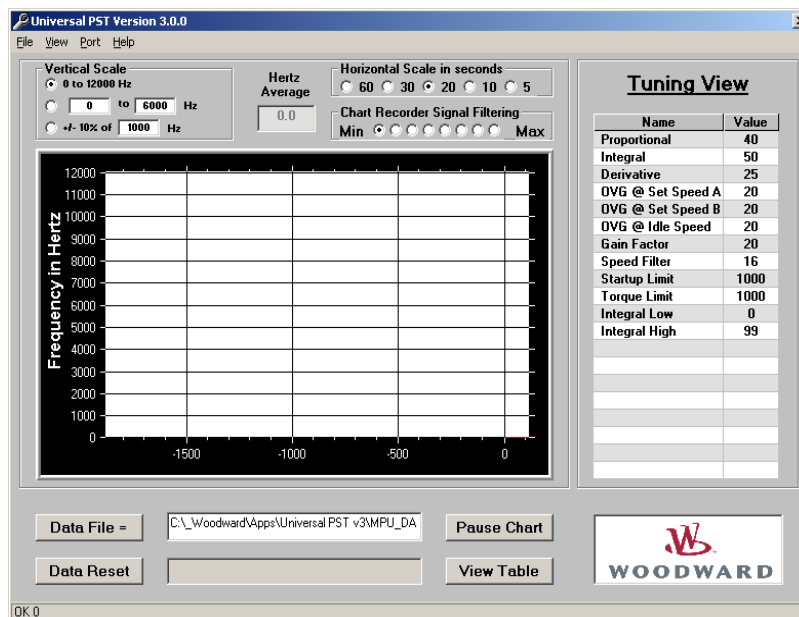 Universal PST Version 3.0.0
File View Port Help
Vertical Scale
0 to 12000 Hz
0 to 6000 Hz
+/- 10% of 1000 Hz
Hertz
Average
0.0
Horizontal Scale in seconds
60 30 20 10 5
Chart Recorder Signal Filtering
Min Max
Frequency in Hertz
12000
11000
10000
9000
8000
7000
6000
5000
4000
3000
2000
1000
0
-1500 -1000 -500 0
Tuning View
Name Value
Proportional 40
Integral 50
Derivative 25
OVG @ Set Speed A 20
OVG @ Set Speed B 20
OVG @ Idle Speed 20
Gain Factor 20
Speed Filter 16
Startup Limit 1000
Torque Limit 1000
Integral Low 0
Integral High 99
Data File = C:\_Woodward\Apps\Universal PST v3\MPU_DA Pause Chart
Data Reset View Table
W
WOODWARD
OK 0